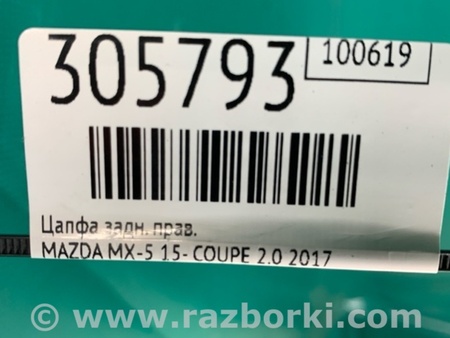 305793
100619
Цапфа задн. прав.
MAZDA MX-5 15- COUPE 2.0 2017
© www.razborki.com